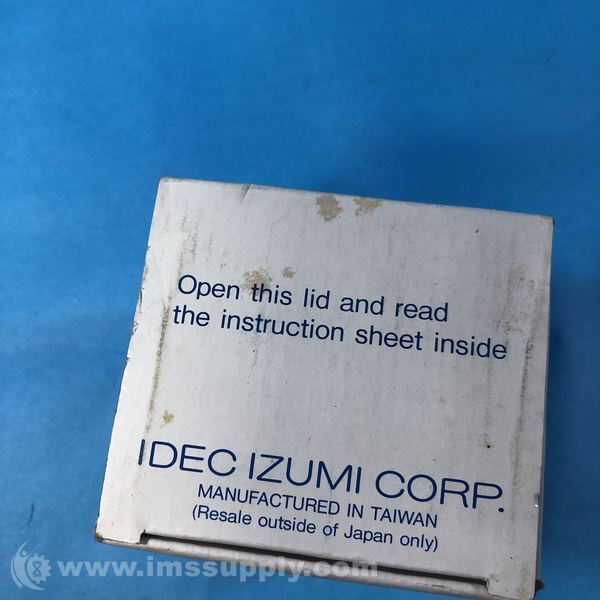 Open this lid and read
the instruction sheet inside
IDEC IZUMI CORP.
MANUFACTURED IN TAIWAN
(Resale outside of Japan only)
www.imssupply.com